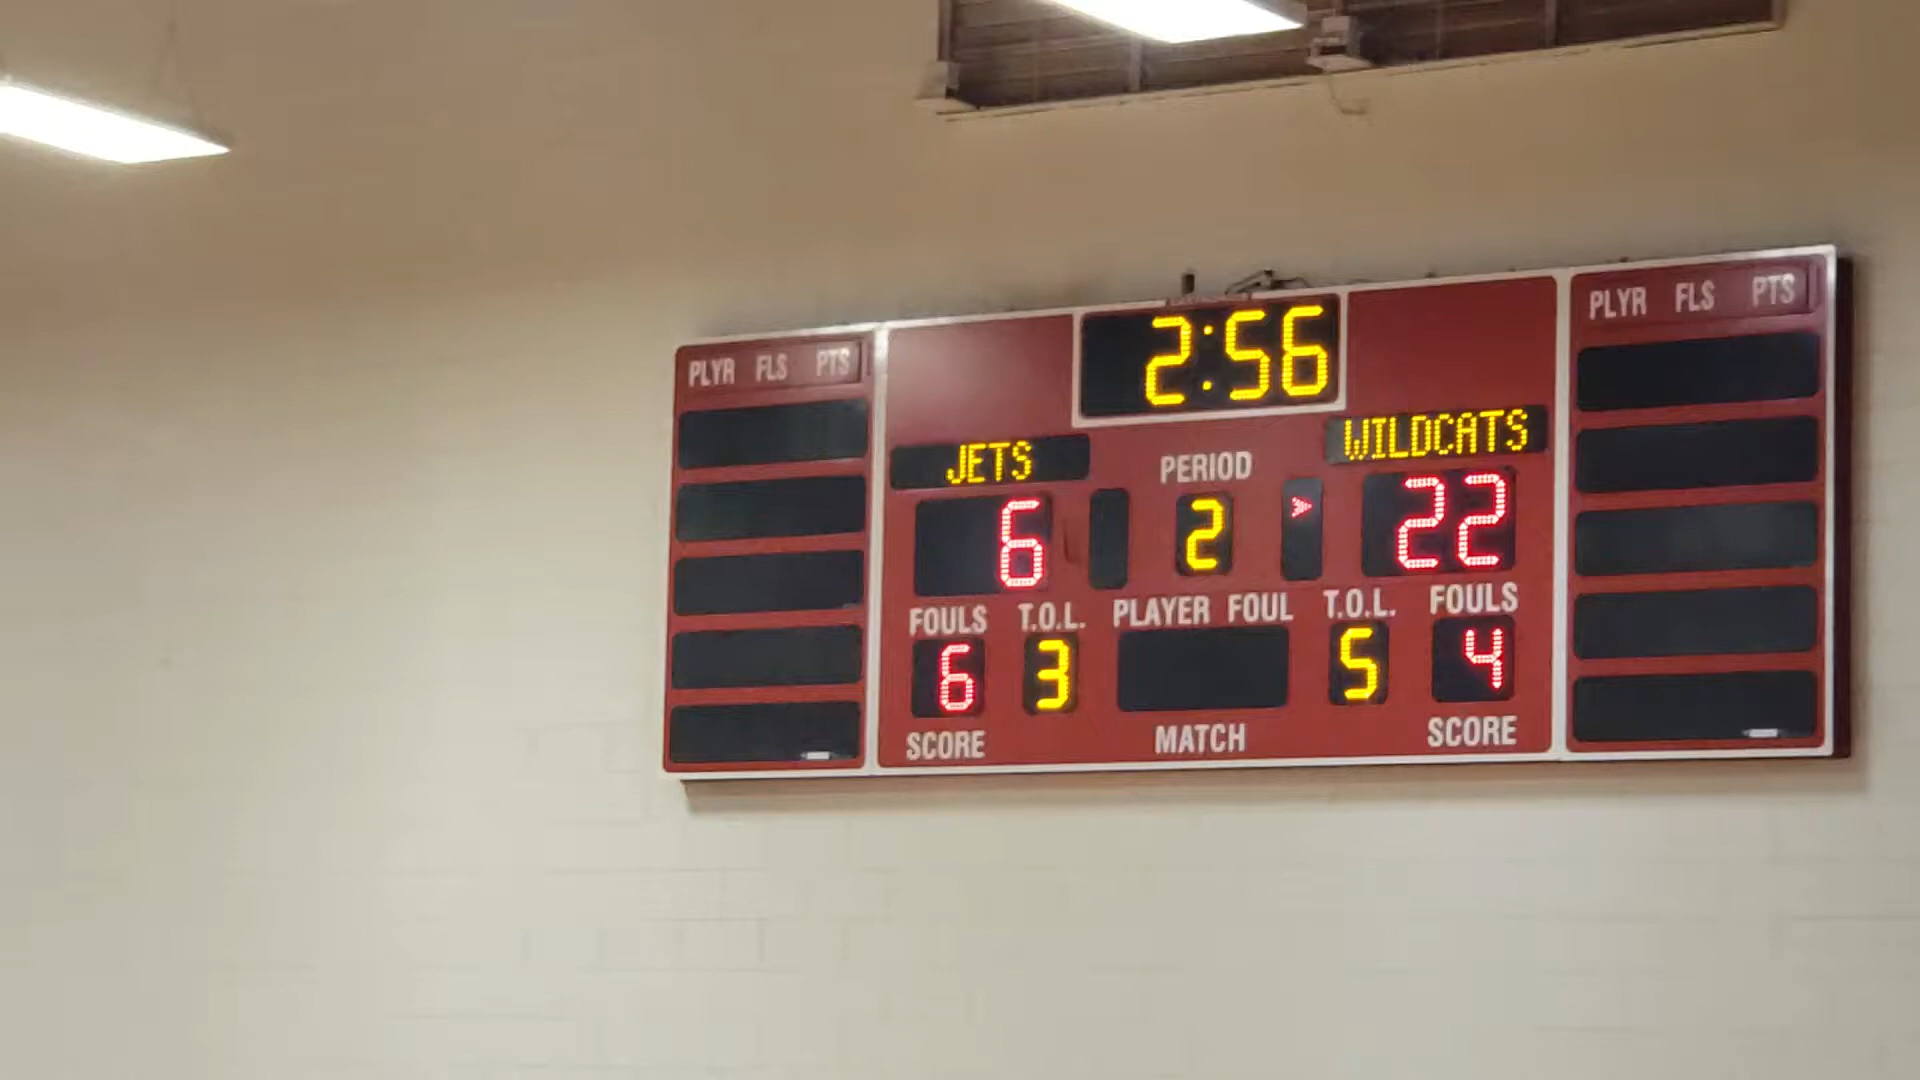 PLYR FLS PTS
2:56
PLYR FLS PTS
JETS
PERIOD
WILDCATS
6
2
22
FOULS T.O.L. PLAYER FOUL T.O.L. FOULS
6 3 5 4
SCORE MATCH SCORE